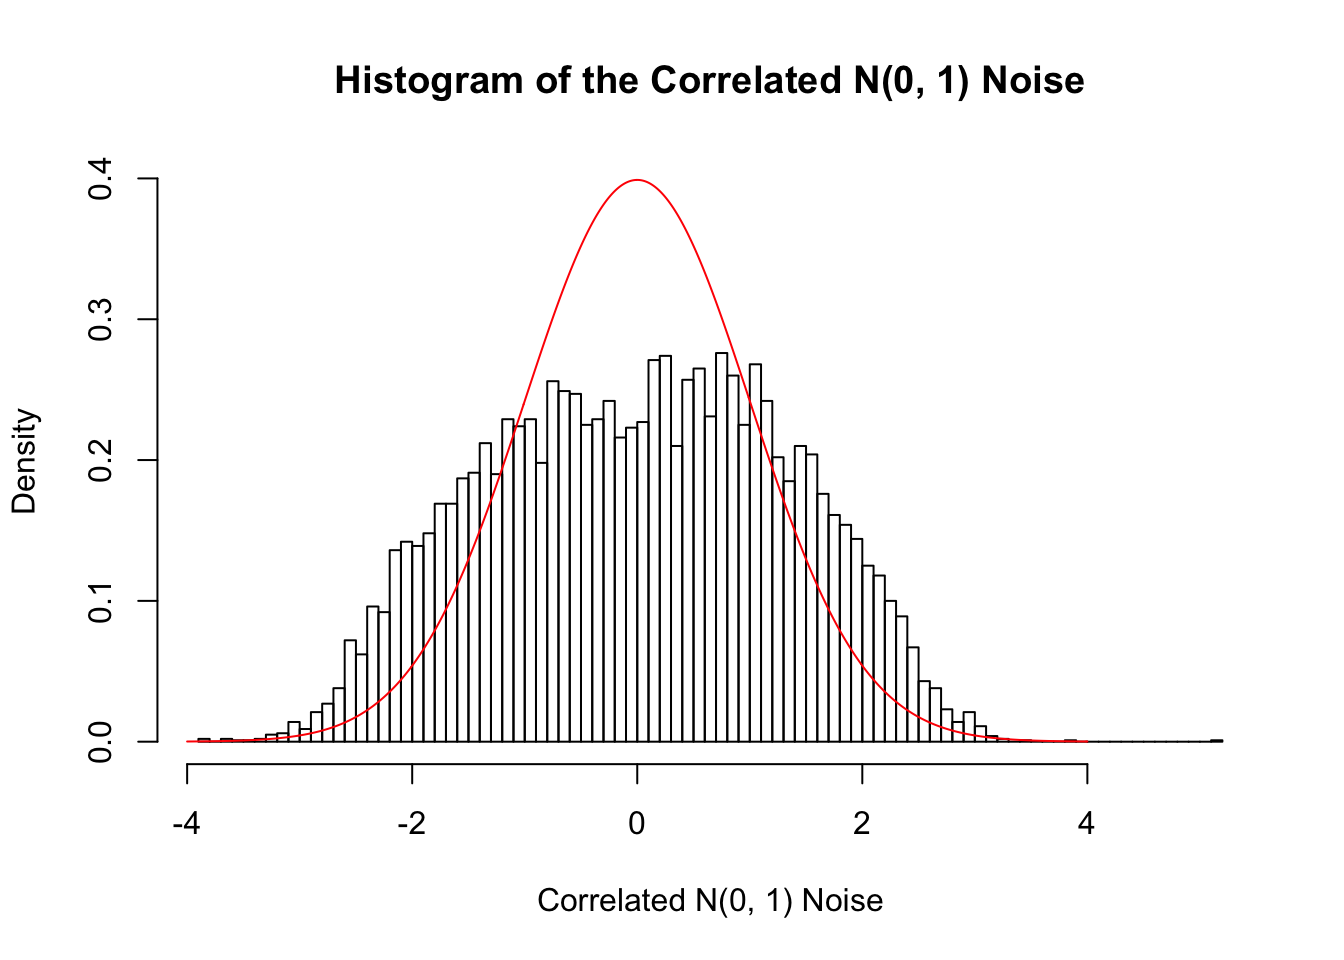 Histogram of the Correlated N(0, 1) Noise
0.4
0.3
0.2
0.1
0.0
Density
-4 -2 0 2 4
Correlated N(0, 1) Noise